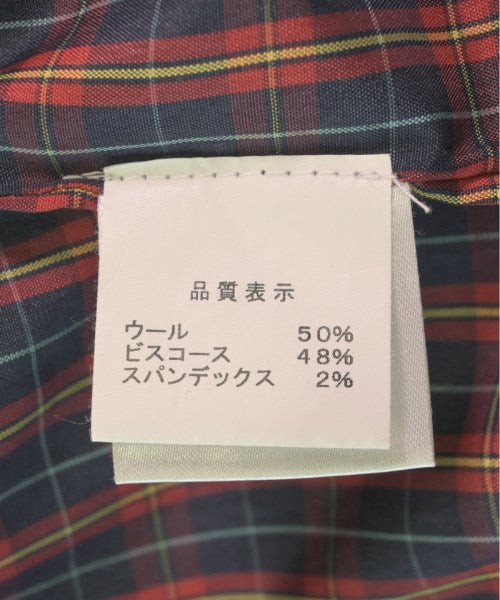 品質表示
ウール 50%
ビスコース 48%
スパンデックス 2%